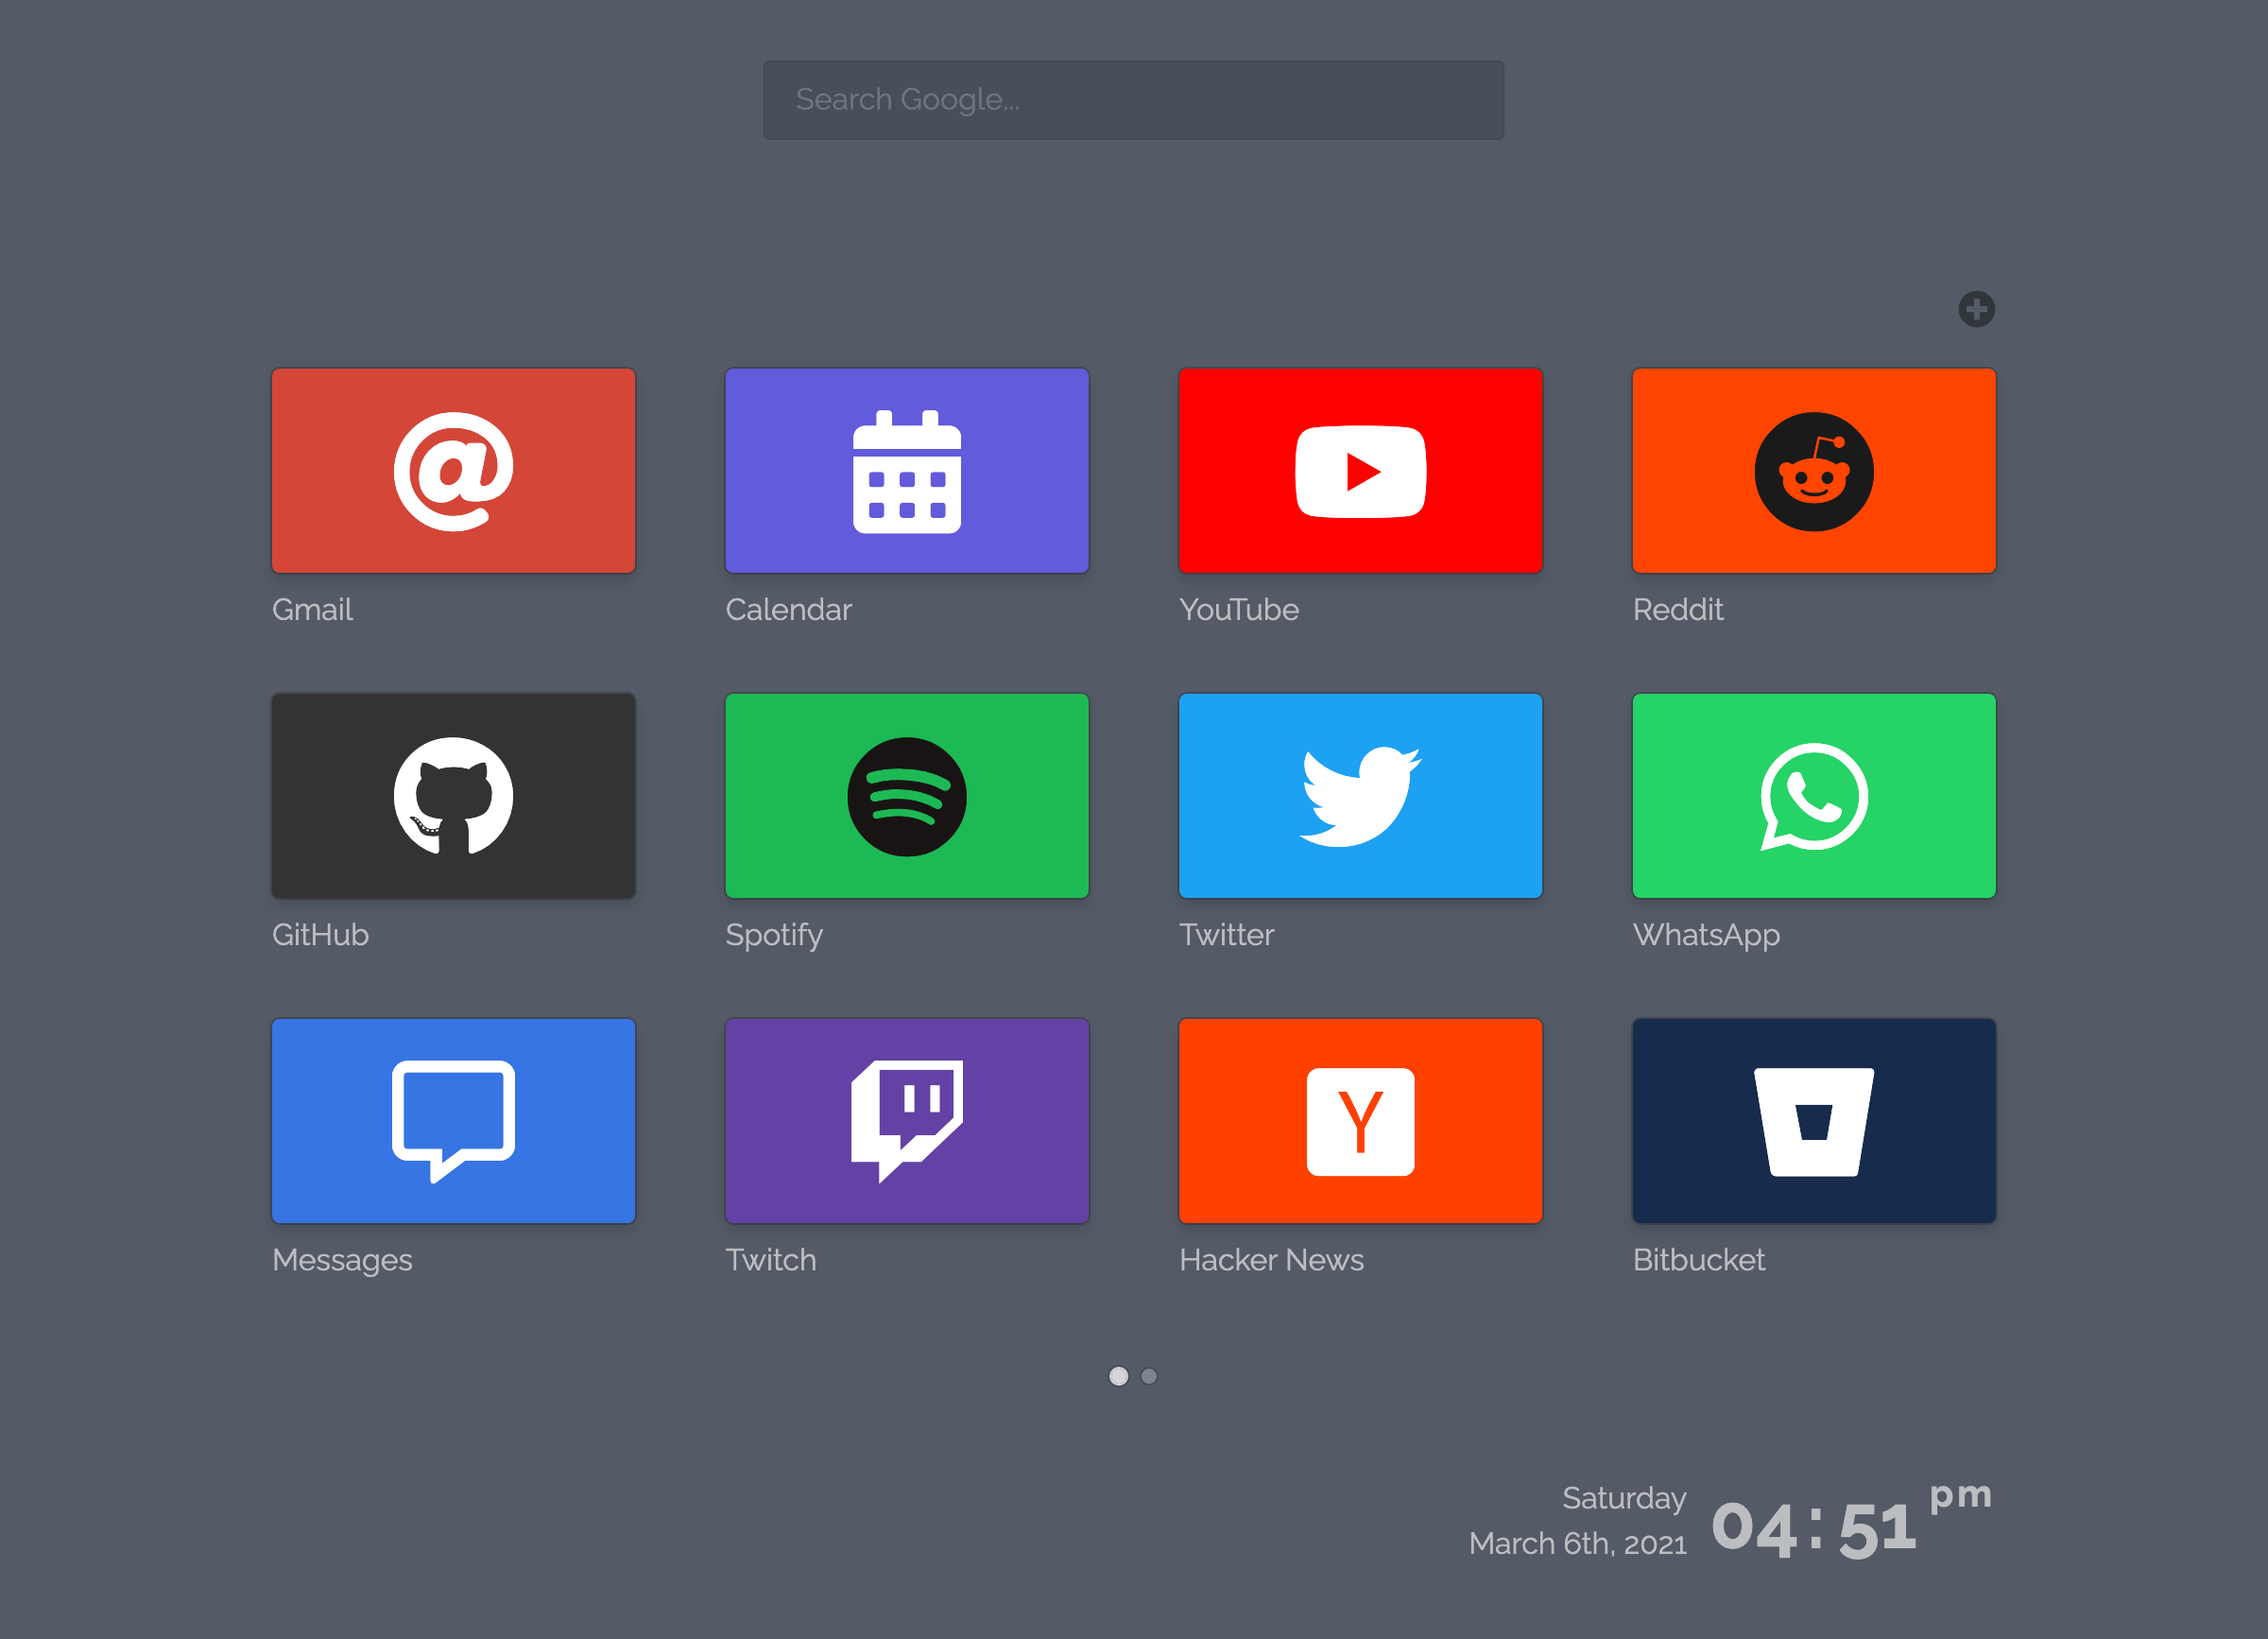 Search Google...
Gmail
Calendar
YouTube
Reddit
GitHub
Spotify
Twitter
WhatsApp
Y
Messages
Twitch
Hacker News
Bitbucket
Saturday
March 6th, 2021
04:51 pm